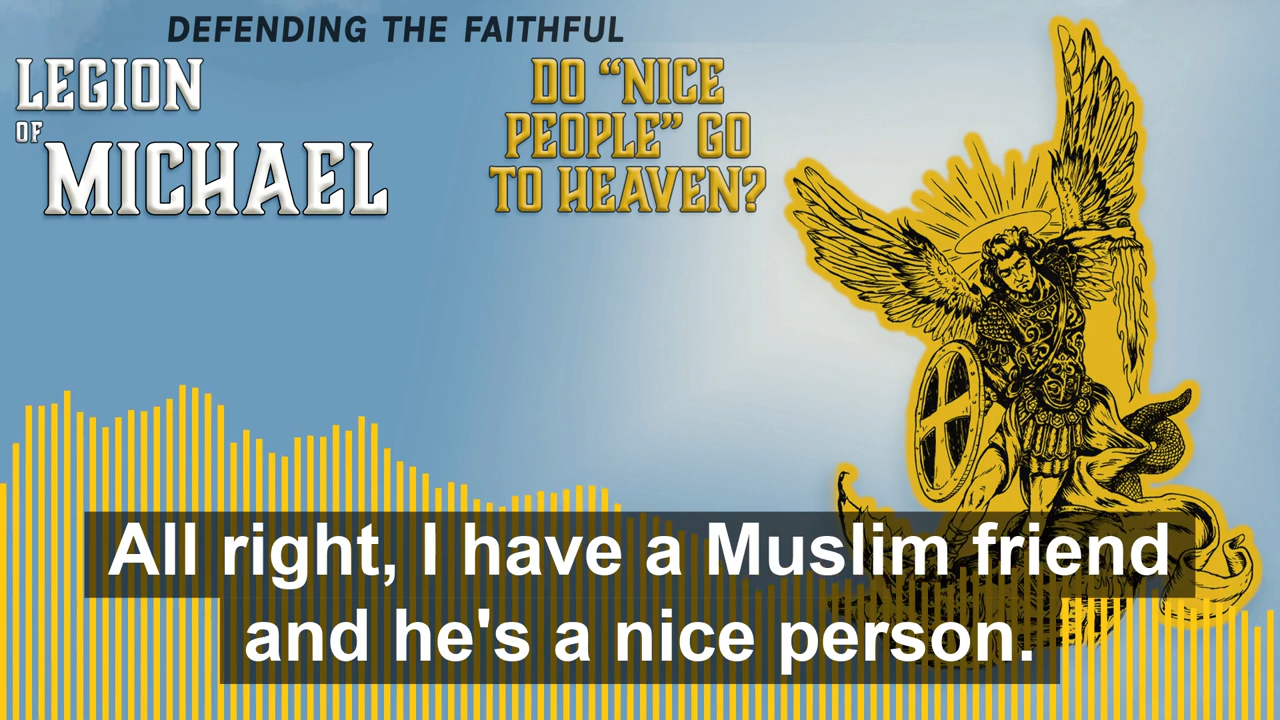 DEFENDING THE FAITHFUL
LEGION
OF
MICHAEL
DO “NICE
PEOPLE” GO
TO HEAVEN?
All right, I have a Muslim friend
and he's a nice person.